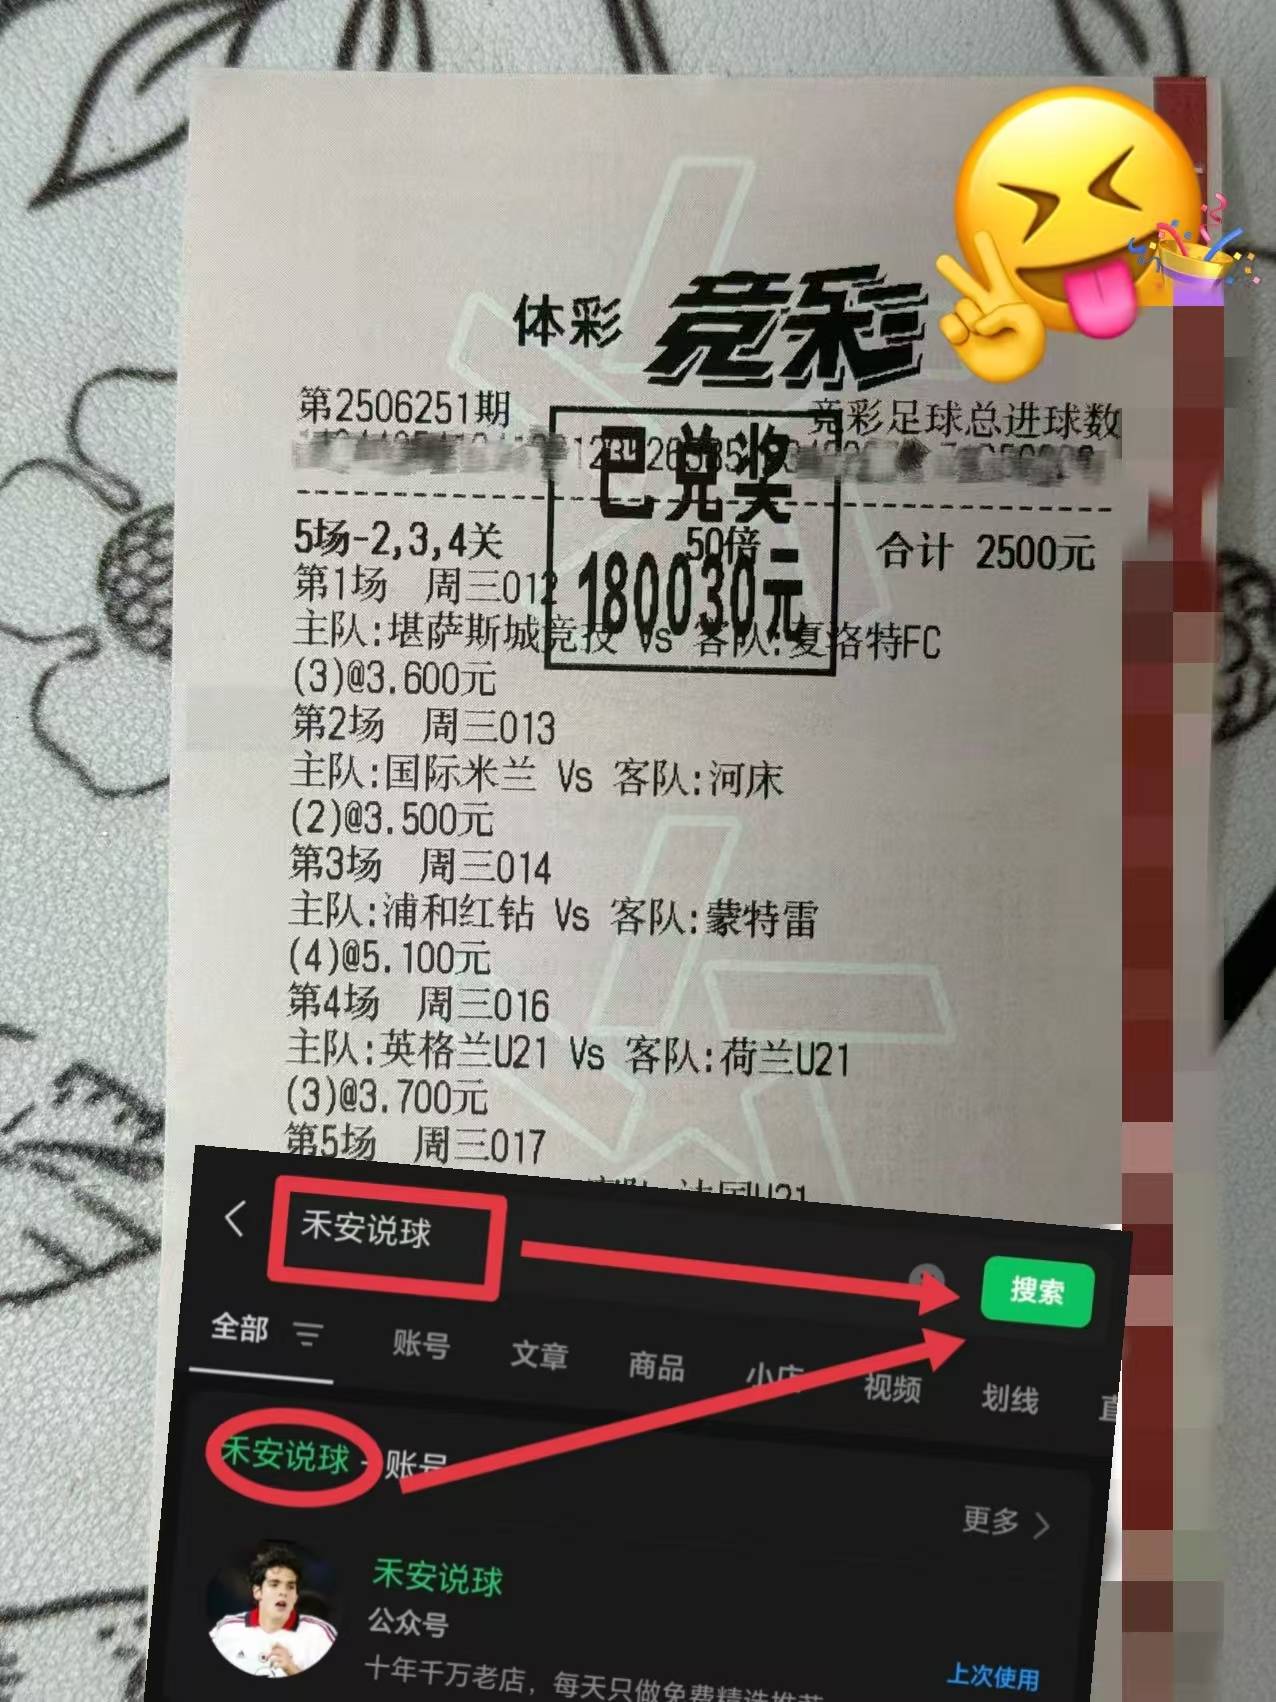 体彩 竞彩
第2506251期
竞彩足球总进球数
已兑奖
180030元
5场-2,3,4关 50倍 合计 2500元
第1场 周三012
主队:堪萨斯城竞技 Vs 客队:夏洛特FC
(3)@3.600元
第2场 周三013
主队:国际米兰 Vs 客队:河床
(2)@3.500元
第3场 周三014
主队:浦和红钻 Vs 客队:蒙特雷
(4)@5.100元
第4场 周三016
主队:英格兰U21 Vs 客队:荷兰U21
(3)@3.700元
第5场 周三017
客队:法国U21
禾安说球
搜索
全部 账号 文章 商品 小店 视频 划线 直
禾安说球 - 账号
更多
禾安说球
公众号
十年千万老店，每天只做免费精选推荐
上次使用